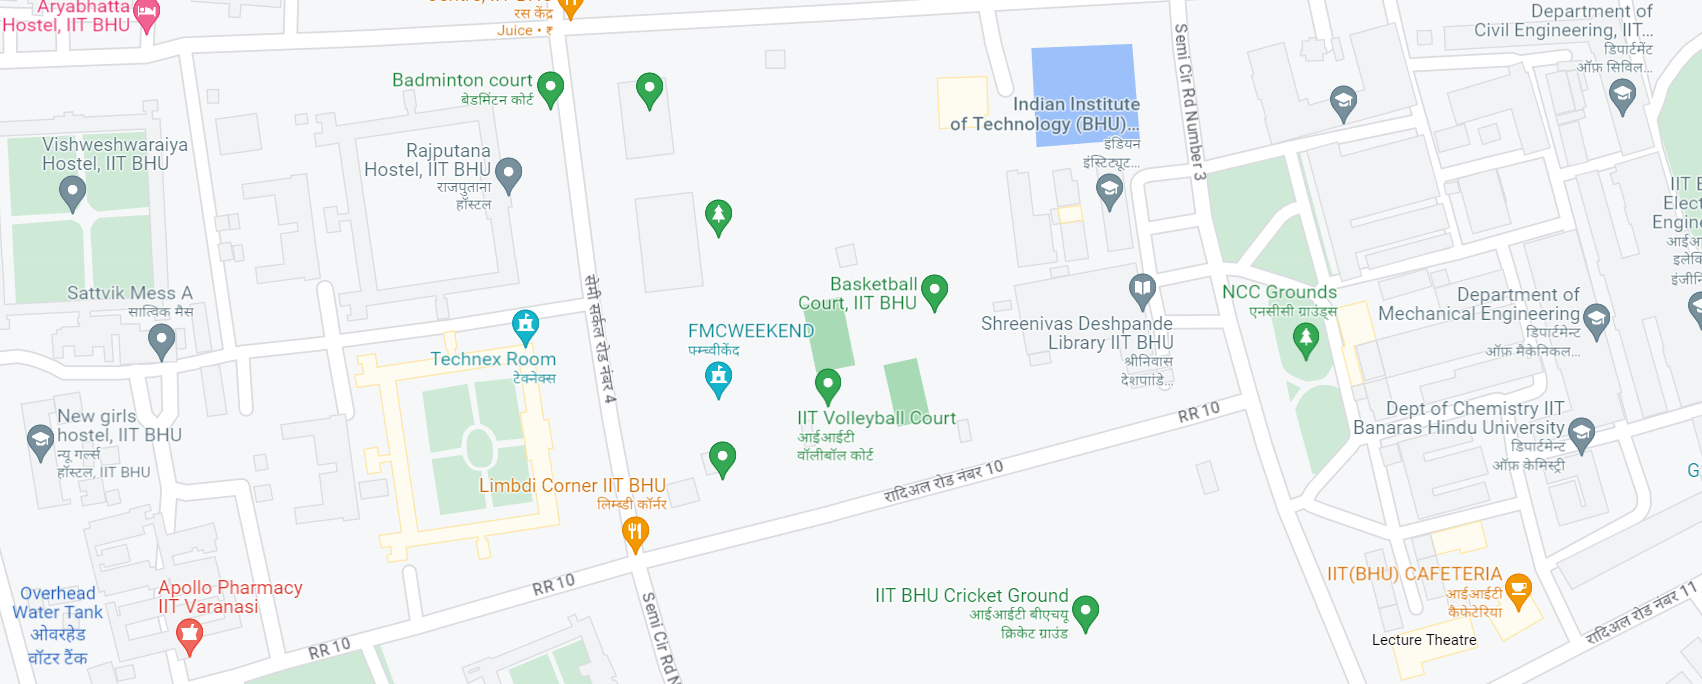 Aryabhatta
Hostel, IIT BHU
रस केंद्र
Juice • ₹
Badminton court
बेडमिंटन कोर्ट
Vishweshwaraiya
Hostel, IIT BHU
Rajputana
Hostel, IIT BHU
राजपुताना
हॉस्टल
Semi Cir Rd Number 3
Indian Institute
of Technology (BHU)...
इंडियन
इंस्टिट्यूट...
Department of
Civil Engineering, IIT...
डिपार्टमेंट
ऑफ़ सिविल...
Sattvik Mess A
सात्विक मैस
Technex Room
टेक्नेक्स
सेमी सर्कल रोड नंबर 4
FMCWEEKEND
फ्म्च्वीकेंद
Basketball
Court, IIT BHU
IIT Volleyball Court
आईआईटी
वॉलीबॉल कोर्ट
Shreenivas Deshpande
Library IIT BHU
श्रीनिवास
देशपाांडे...
NCC Grounds
एनसीसी ग्राउंड्स
Department of
Mechanical Engineering
डिपार्टमेन्ट
ऑफ़ मैकेनिकल...
Dept of Chemistry IIT
Banaras Hindu University
डिपार्टमेन्ट
ऑफ़ केमिस्ट्री
New girls
hostel, IIT BHU
न्यू गर्ल्स
हॉस्टल, IIT BHU
Limbdi Corner IIT BHU
लिम्ब्डी कॉर्नर
RR 10
रादिअल रोड नंबर 10
RR 10
RR 10
Overhead
Water Tank
ओवरहेड
वॉटर टैंक
Apollo Pharmacy
IIT Varanasi
Semi Cir Rd
IIT BHU Cricket Ground
आईआईटी बीएचयू
क्रिकेट ग्राउंड
IIT(BHU) CAFETERIA
आईआईटी
कैफेटेरिया
Lecture Theatre
रादिअल रोड नंबर 11